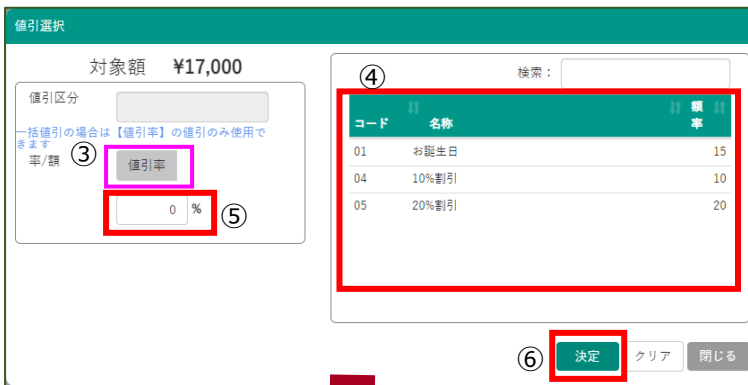 値引選択
対象額 ¥17,000
値引区分
一括値引の場合は【値引率】の値引のみ使用で
きます
率/額 ③ 値引率
0 % ⑤
④ 検索：
コード 名称 額率
01 お誕生日 15
04 10%割引 10
05 20%割引 20
⑥ 決定 クリア 閉じる